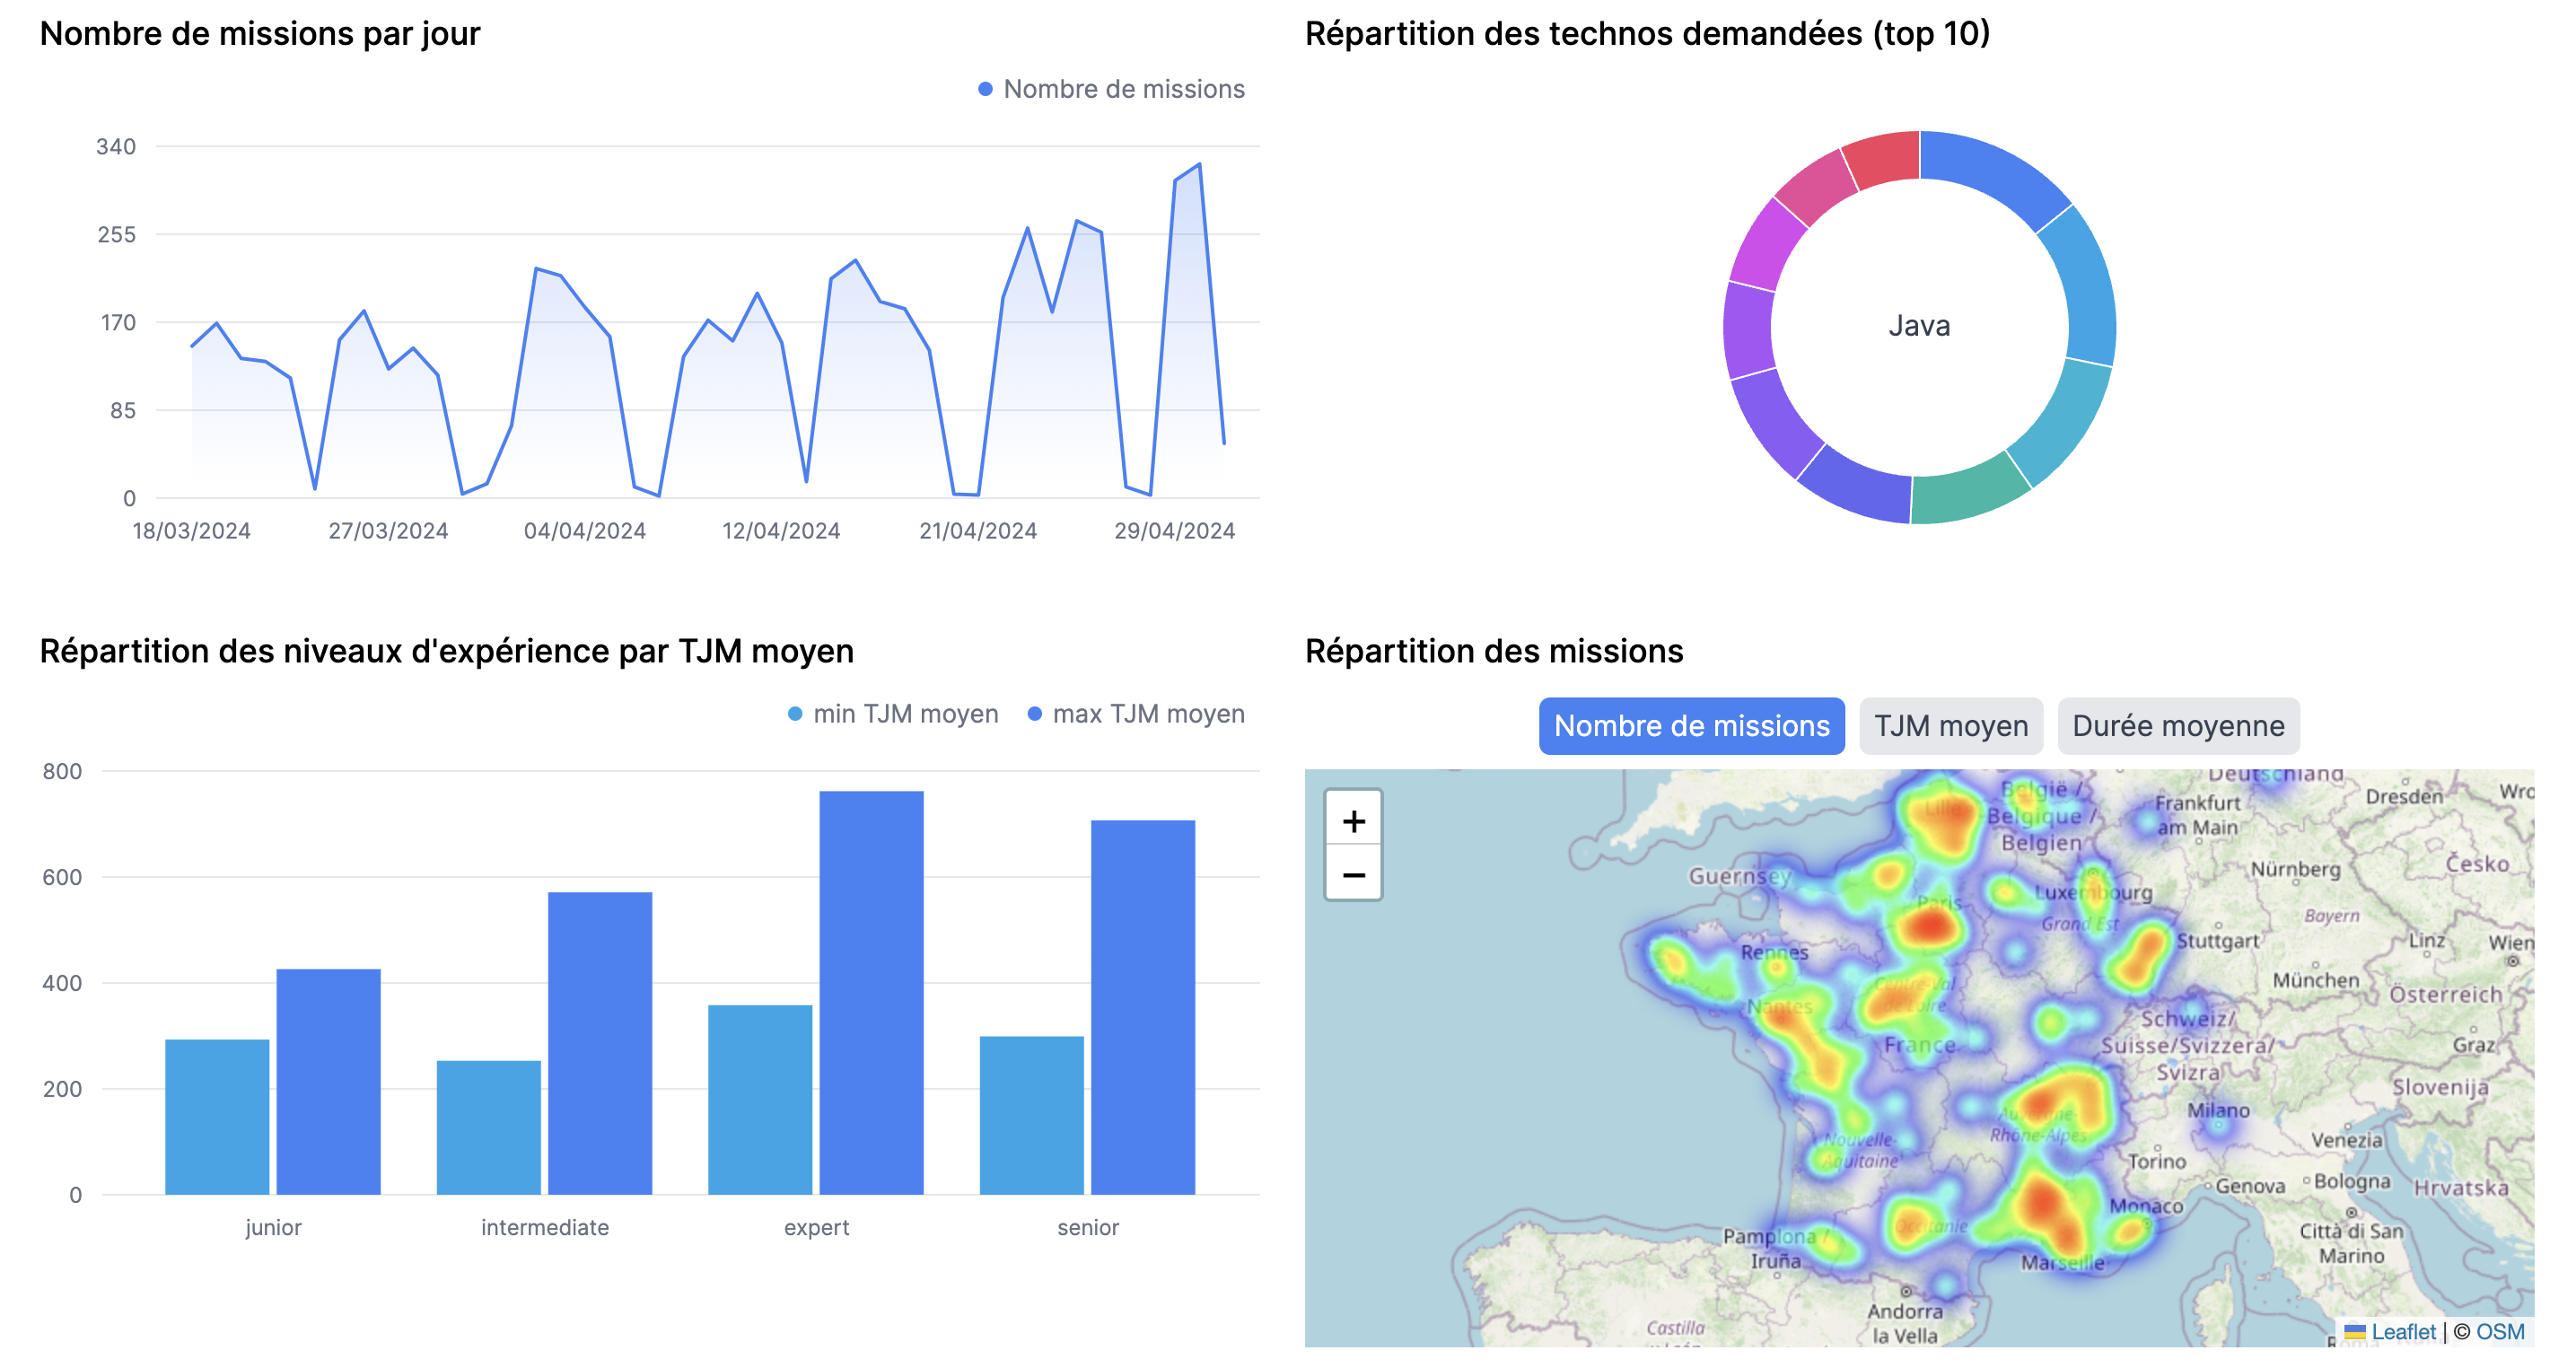 Nombre de missions par jour
Nombre de missions
340
255
170
85
0
18/03/2024
27/03/2024
04/04/2024
12/04/2024
21/04/2024
29/04/2024
Répartition des technos demandées (top 10)
Java
Répartition des niveaux d'expérience par TJM moyen
min TJM moyen
max TJM moyen
800
600
400
200
0
junior
intermediate
expert
senior
Répartition des missions
Nombre de missions
TJM moyen
Durée moyenne
+
−
Deutschland
Dresden
Lille
België /
Belgique /
Belgien
Frankfurt
am Main
Guernsey
Nürnberg
Česko
Luxembourg
Paris
Grand Est
Bayern
Rennes
Stuttgart
Linz
Wien
München
Centre-Val
de Loire
Nantes
Österreich
Schweiz/
Suisse/Svizzera/
Svizra
France
Graz
Slovenija
Auvergne-
Rhône-Alpes
Milano
Nouvelle-
Aquitaine
Venezia
Torino
Genova
Bologna
Hrvatska
Monaco
Occitanie
Pamplona /
Iruña
Marseille
Città di San
Marino
Andorra
la Vella
Castilla
Leaflet | © OSM